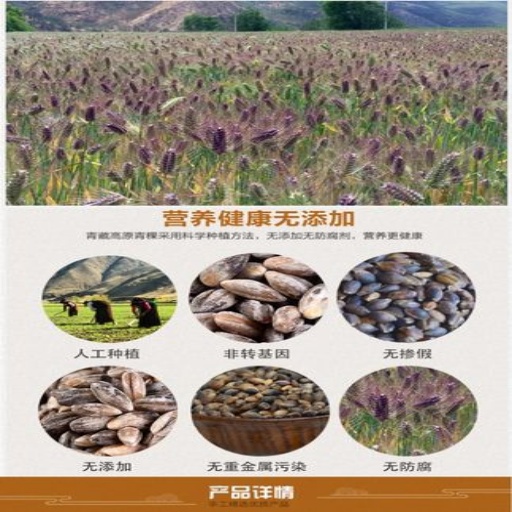 营养健康无添加
青藏高原青稞采用科学种植方法，无添加无防腐剂，营养更健康
人工种植 非转基因 无掺假
无添加 无重金属污染 无防腐
产品详情